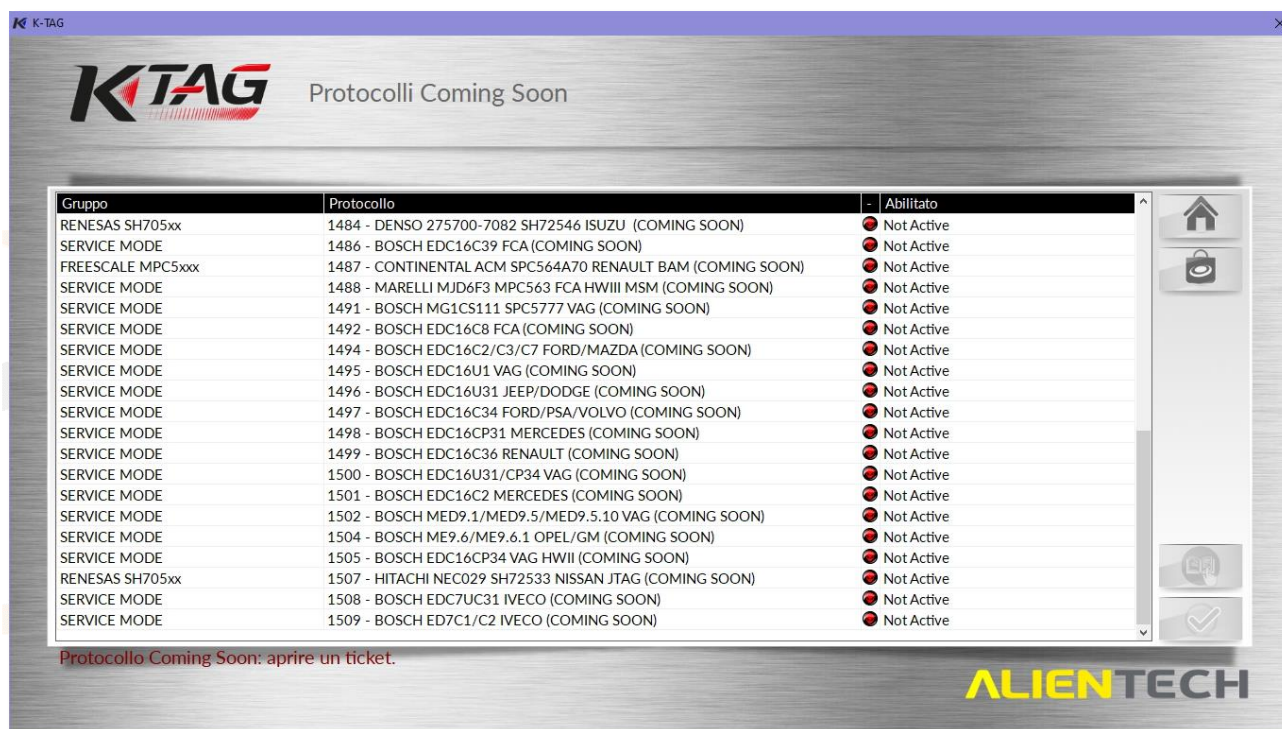 K-TAG
KTAG
Protocolli Coming Soon
Gruppo Protocollo - Abilitato
RENESAS SH705xx 1484 - DENSO 275700-7082 SH72546 ISUZU (COMING SOON) Not Active
SERVICE MODE 1486 - BOSCH EDC16C39 FCA (COMING SOON) Not Active
FREESCALE MPC5xxx 1487 - CONTINENTAL ACM SPC564A70 RENAULT BAM (COMING SOON) Not Active
SERVICE MODE 1488 - MARELLI MJD6F3 MPC563 FCA HWIII MSM (COMING SOON) Not Active
SERVICE MODE 1491 - BOSCH MG1CS111 SPC5777 VAG (COMING SOON) Not Active
SERVICE MODE 1492 - BOSCH EDC16C8 FCA (COMING SOON) Not Active
SERVICE MODE 1494 - BOSCH EDC16C2/C3/C7 FORD/MAZDA (COMING SOON) Not Active
SERVICE MODE 1495 - BOSCH EDC16U1 VAG (COMING SOON) Not Active
SERVICE MODE 1496 - BOSCH EDC16U31 JEEP/DODGE (COMING SOON) Not Active
SERVICE MODE 1497 - BOSCH EDC16C34 FORD/PSA/VOLVO (COMING SOON) Not Active
SERVICE MODE 1498 - BOSCH EDC16CP31 MERCEDES (COMING SOON) Not Active
SERVICE MODE 1499 - BOSCH EDC16C36 RENAULT (COMING SOON) Not Active
SERVICE MODE 1500 - BOSCH EDC16U31/CP34 VAG (COMING SOON) Not Active
SERVICE MODE 1501 - BOSCH EDC16C2 MERCEDES (COMING SOON) Not Active
SERVICE MODE 1502 - BOSCH MED9.1/MED9.5/MED9.5.10 VAG (COMING SOON) Not Active
SERVICE MODE 1504 - BOSCH ME9.6/ME9.6.1 OPEL/GM (COMING SOON) Not Active
SERVICE MODE 1505 - BOSCH EDC16CP34 VAG HWII (COMING SOON) Not Active
RENESAS SH705xx 1507 - HITACHI NEC029 SH72533 NISSAN JTAG (COMING SOON) Not Active
SERVICE MODE 1508 - BOSCH EDC7UC31 IVECO (COMING SOON) Not Active
SERVICE MODE 1509 - BOSCH ED7C1/C2 IVECO (COMING SOON) Not Active
Protocollo Coming Soon: aprire un ticket.
ALIENTECH